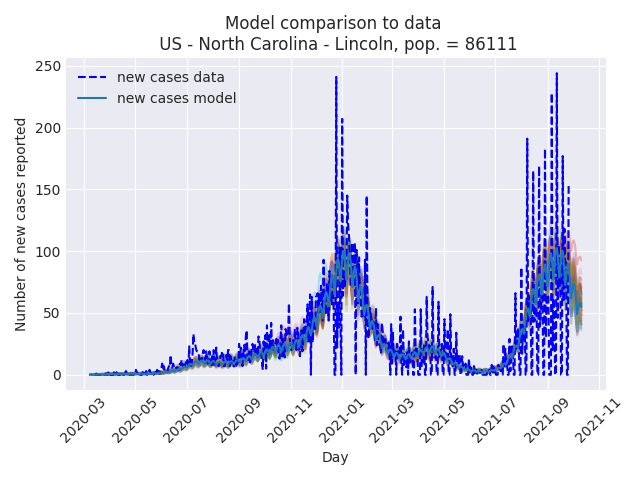 Model comparison to data
US - North Carolina - Lincoln, pop. = 86111
new cases data
new cases model
Number of new cases reported
250
200
150
100
50
0
2020-03
2020-05
2020-07
2020-09
2020-11
2021-01
2021-03
2021-05
2021-07
2021-09
2021-11
Day